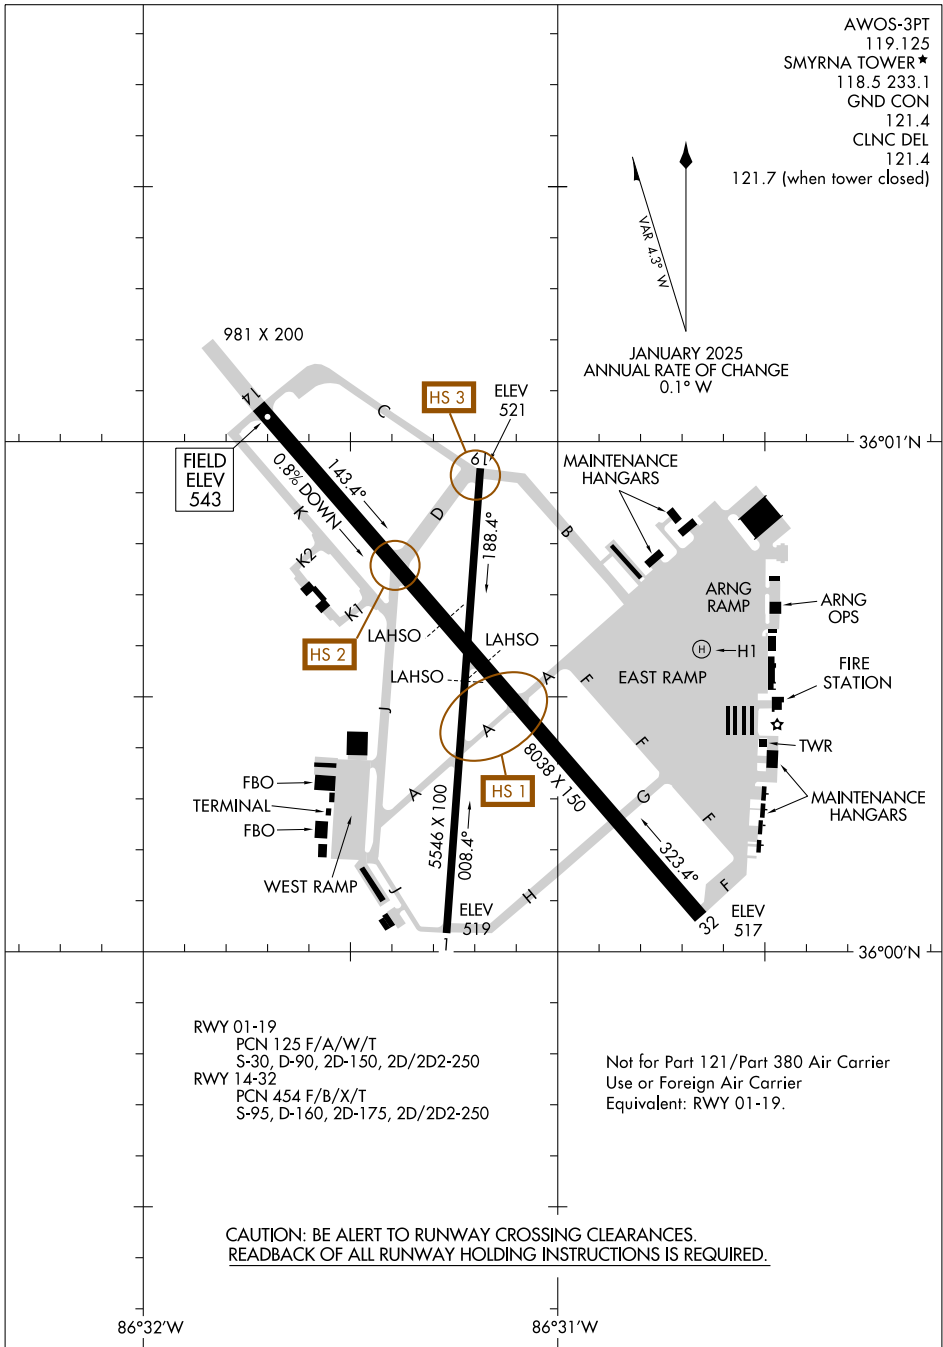 AWOS-3PT
119.125
SMYRNA TOWER★
118.5 233.1
GND CON
121.4
CLNC DEL
121.4
121.7 (when tower closed)
VAR 4.3° W
JANUARY 2025
ANNUAL RATE OF CHANGE
0.1° W
981 X 200
14
FIELD
ELEV
543
0.8% DOWN
143.4°
C
HS 3
ELEV
521
19
36°01'N
MAINTENANCE
HANGARS
K
D
188.4°
B
K2
K1
HS 2
LAHSO
LAHSO
LAHSO
ARNG
RAMP
ARNG
OPS
H
H1
EAST RAMP
FIRE
STATION
A
F
J
A
F
HS 1
8038 X 150
TWR
FBO
TERMINAL
FBO
A
G
F
MAINTENANCE
HANGARS
5546 X 100
008.4°
323.4°
WEST RAMP
J
H
F
ELEV
519
1
32
ELEV
517
36°00'N
RWY 01-19
PCN 125 F/A/W/T
S-30, D-90, 2D-150, 2D/2D2-250
RWY 14-32
PCN 454 F/B/X/T
S-95, D-160, 2D-175, 2D/2D2-250
Not for Part 121/Part 380 Air Carrier
Use or Foreign Air Carrier
Equivalent: RWY 01-19.
CAUTION: BE ALERT TO RUNWAY CROSSING CLEARANCES.
READBACK OF ALL RUNWAY HOLDING INSTRUCTIONS IS REQUIRED.
86°32'W
86°31'W